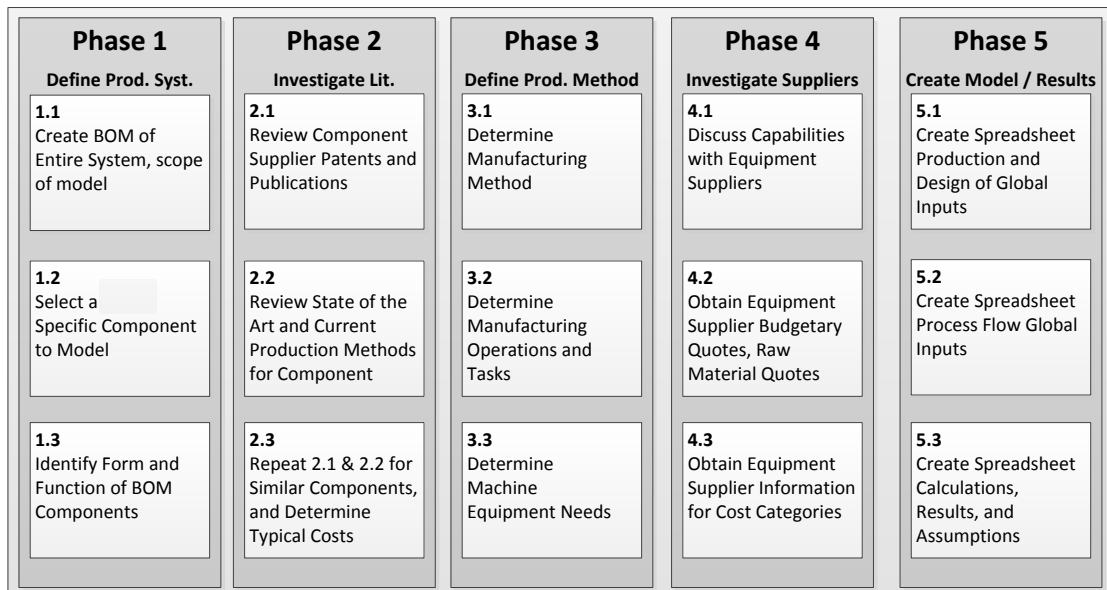 Phase 1
Define Prod. Syst.
1.1
Create BOM of
Entire System, scope
of model
1.2
Select a
Specific Component
to Model
1.3
Identify Form and
Function of BOM
Components
Phase 2
Investigate Lit.
2.1
Review Component
Supplier Patents and
Publications
2.2
Review State of the
Art and Current
Production Methods
for Component
2.3
Repeat 2.1 & 2.2 for
Similar Components,
and Determine
Typical Costs
Phase 3
Define Prod. Method
3.1
Determine
Manufacturing
Method
3.2
Determine
Manufacturing
Operations and
Tasks
3.3
Determine
Machine
Equipment Needs
Phase 4
Investigate Suppliers
4.1
Discuss Capabilities
with Equipment
Suppliers
4.2
Obtain Equipment
Supplier Budgetary
Quotes, Raw
Material Quotes
4.3
Obtain Equipment
Supplier Information
for Cost Categories
Phase 5
Create Model / Results
5.1
Create Spreadsheet
Production and
Design of Global
Inputs
5.2
Create Spreadsheet
Process Flow Global
Inputs
5.3
Create Spreadsheet
Calculations,
Results, and
Assumptions